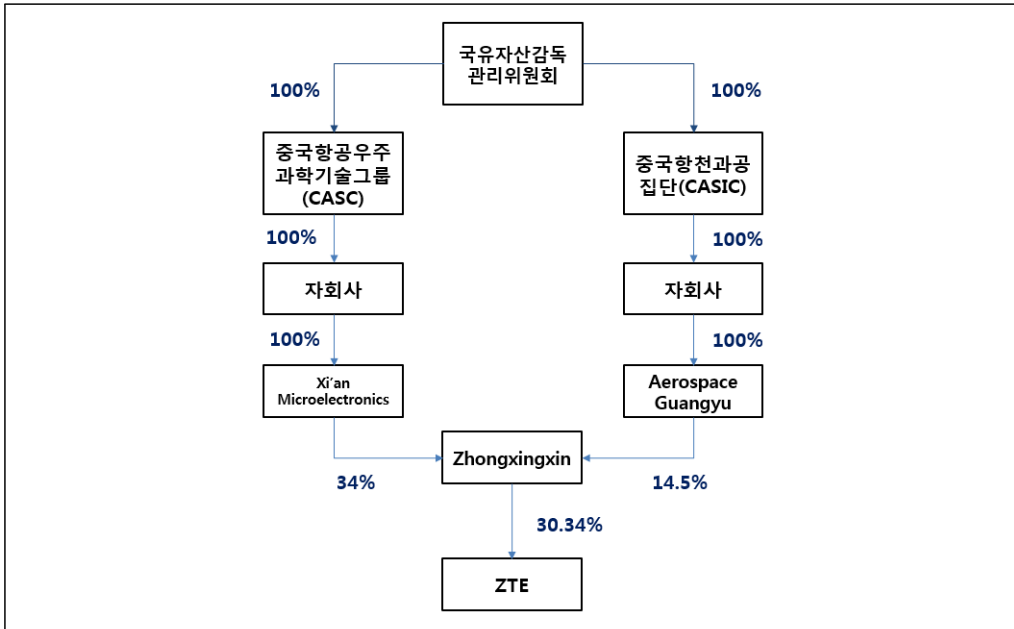 국유자산감독
관리위원회
100%
100%
중국항공우주
과학기술그룹
(CASC)
중국항천과공
집단(CASIC)
100%
100%
자회사
자회사
100%
100%
Xi'an
Microelectronics
Aerospace
Guangyu
Zhongxingxin
34%
14.5%
30.34%
ZTE